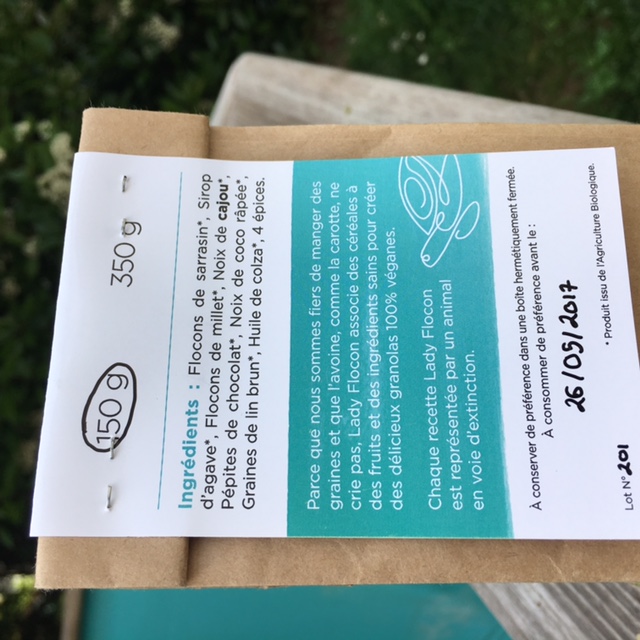 150 g 350 g
Ingrédients : Flocons de sarrasin*, Sirop
d'agave*, Flocons de millet*, Noix de cajou*,
Pépites de chocolat*, Noix de coco râpée*,
Graines de lin brun*, Huile de colza*, 4 épices.
Parce que nous sommes fiers de manger des
graines et que l'avoine, comme la carotte, ne
crie pas, Lady Flocon associe des céréales à
des fruits et des ingrédients sains pour créer
des délicieux granolas 100% véganes.
Chaque recette Lady Flocon
est représentée par un animal
en voie d'extinction.
À conserver de préférence dans une boîte hermétiquement fermée.
À consommer de préférence avant le :
26/09/2017
* Produit issu de l'Agriculture Biologique.
Lot N° 201